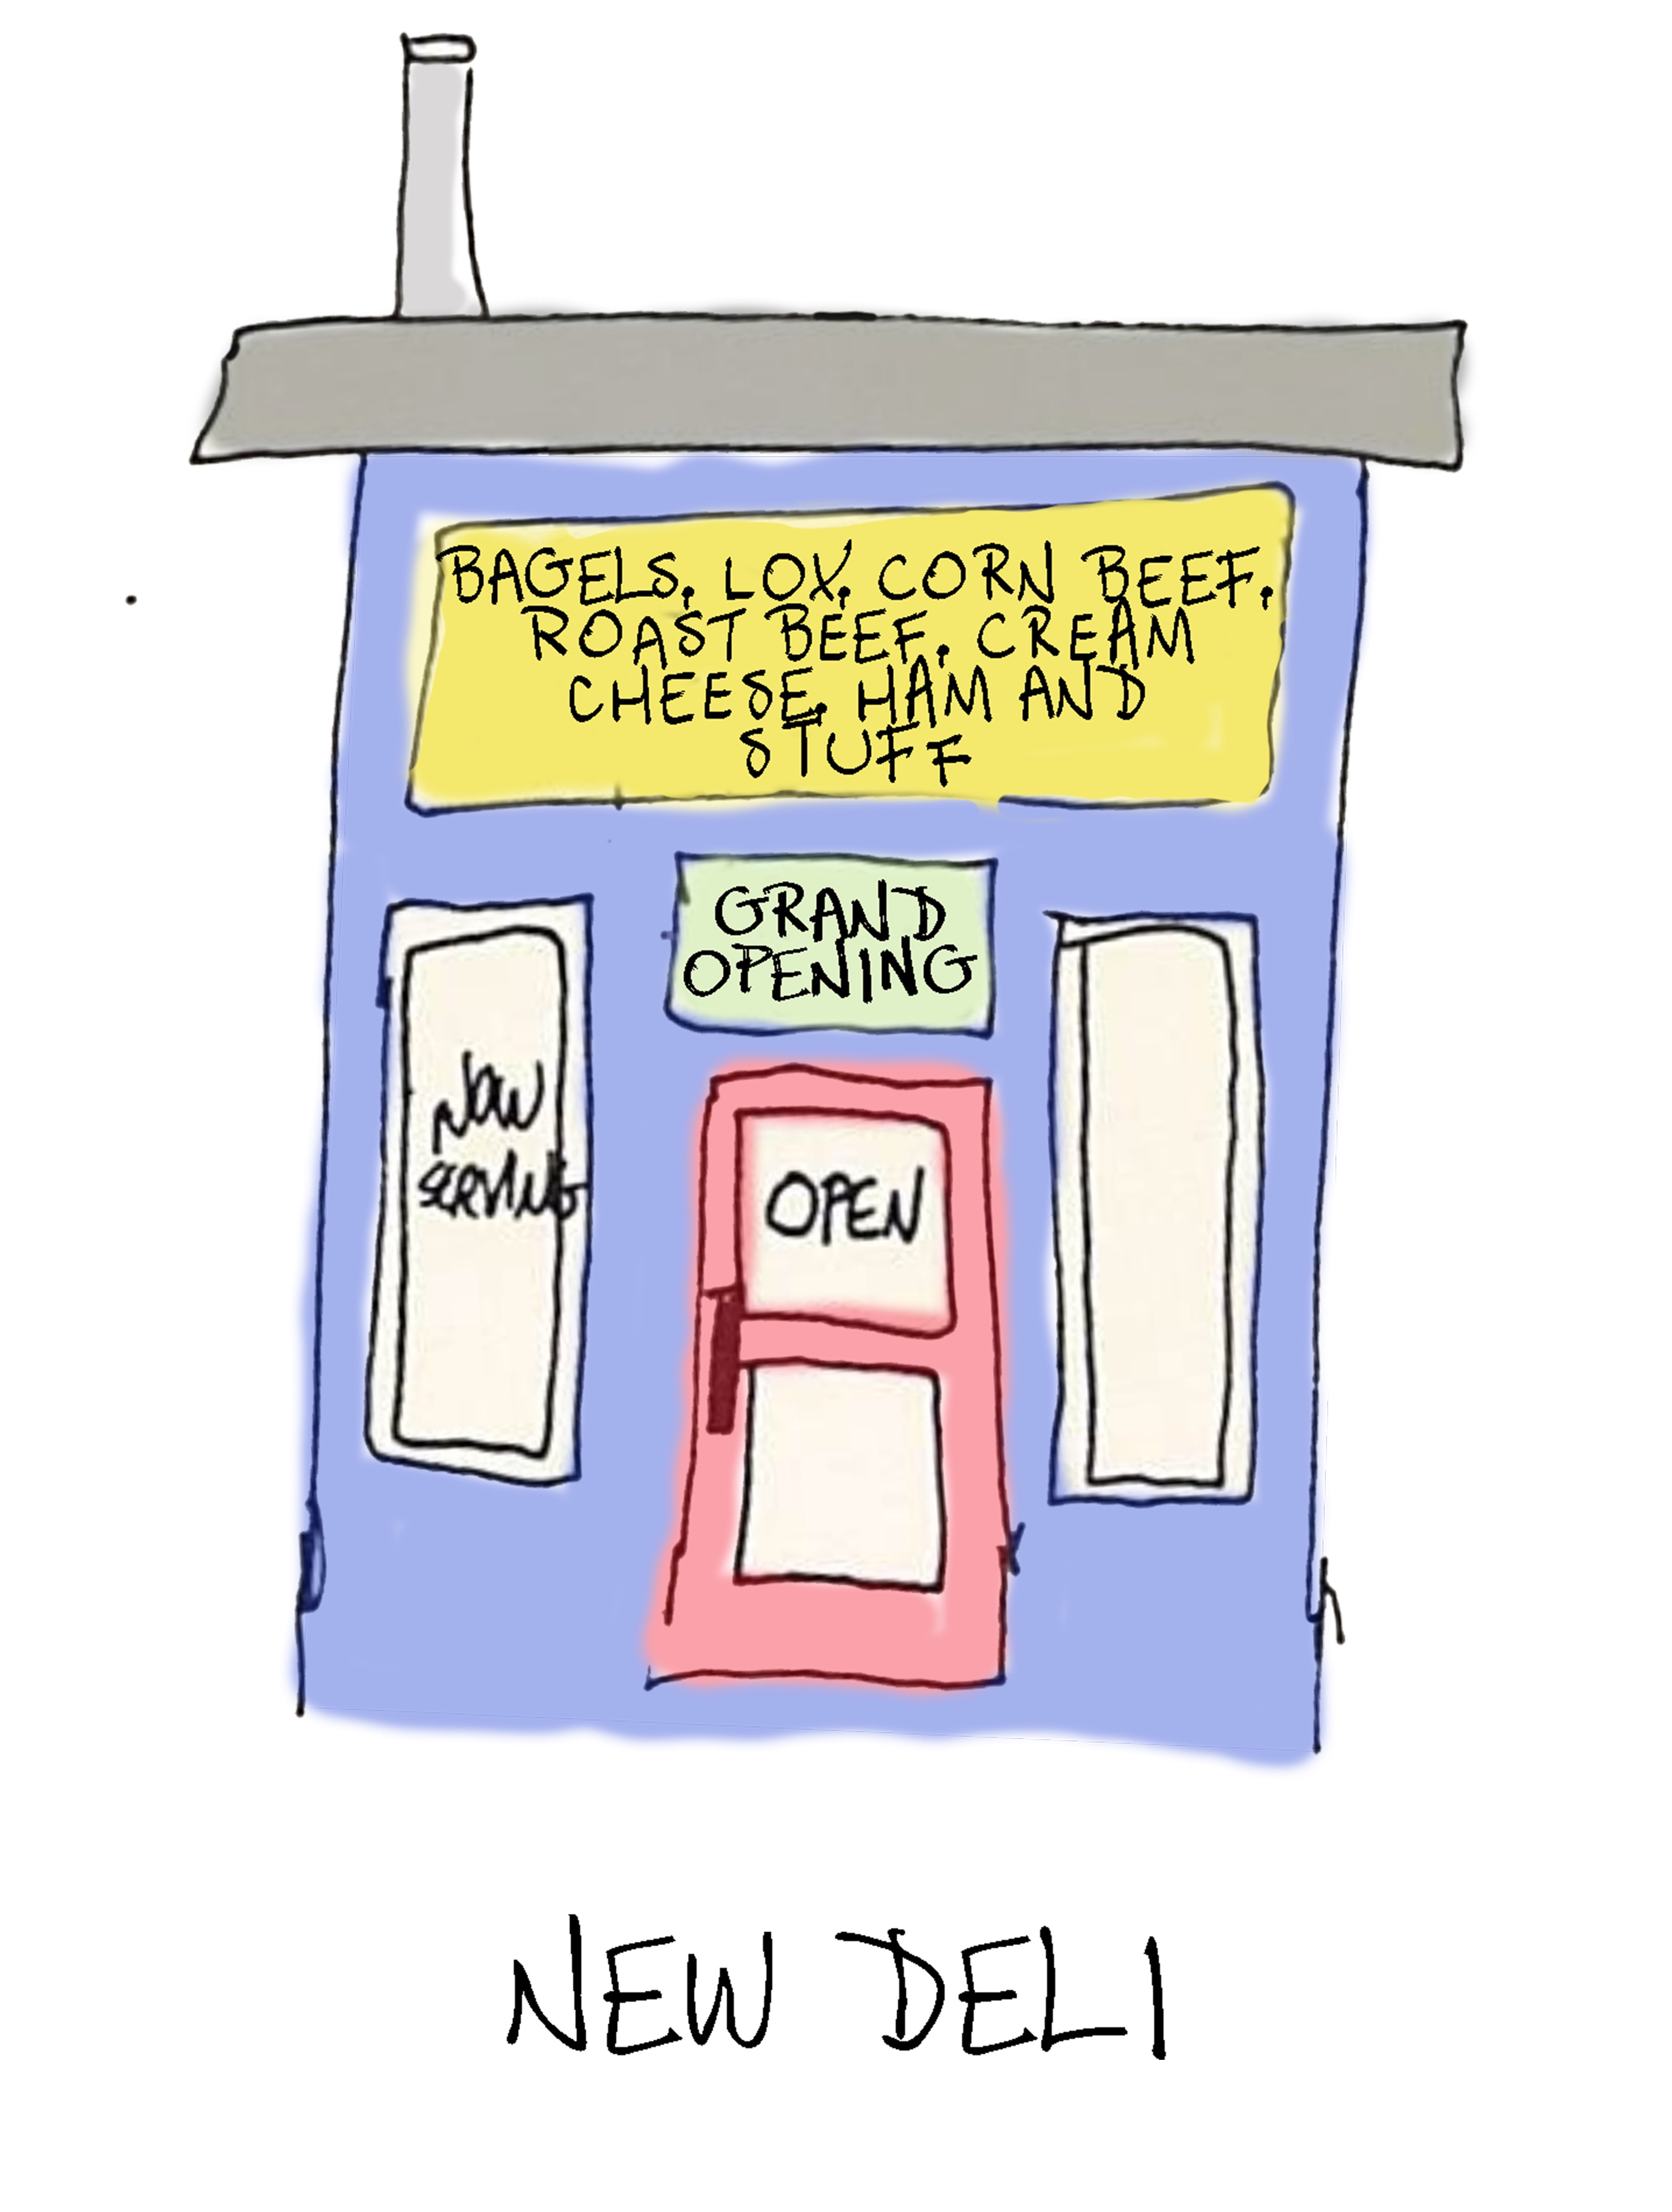 BAGELS, LOX, CORN BEEF,
ROAST BEEF, CREAM
CHEESE, HAM AND
STUFF
GRAND
OPENING
NOW
SERVING
OPEN
NEW DELI